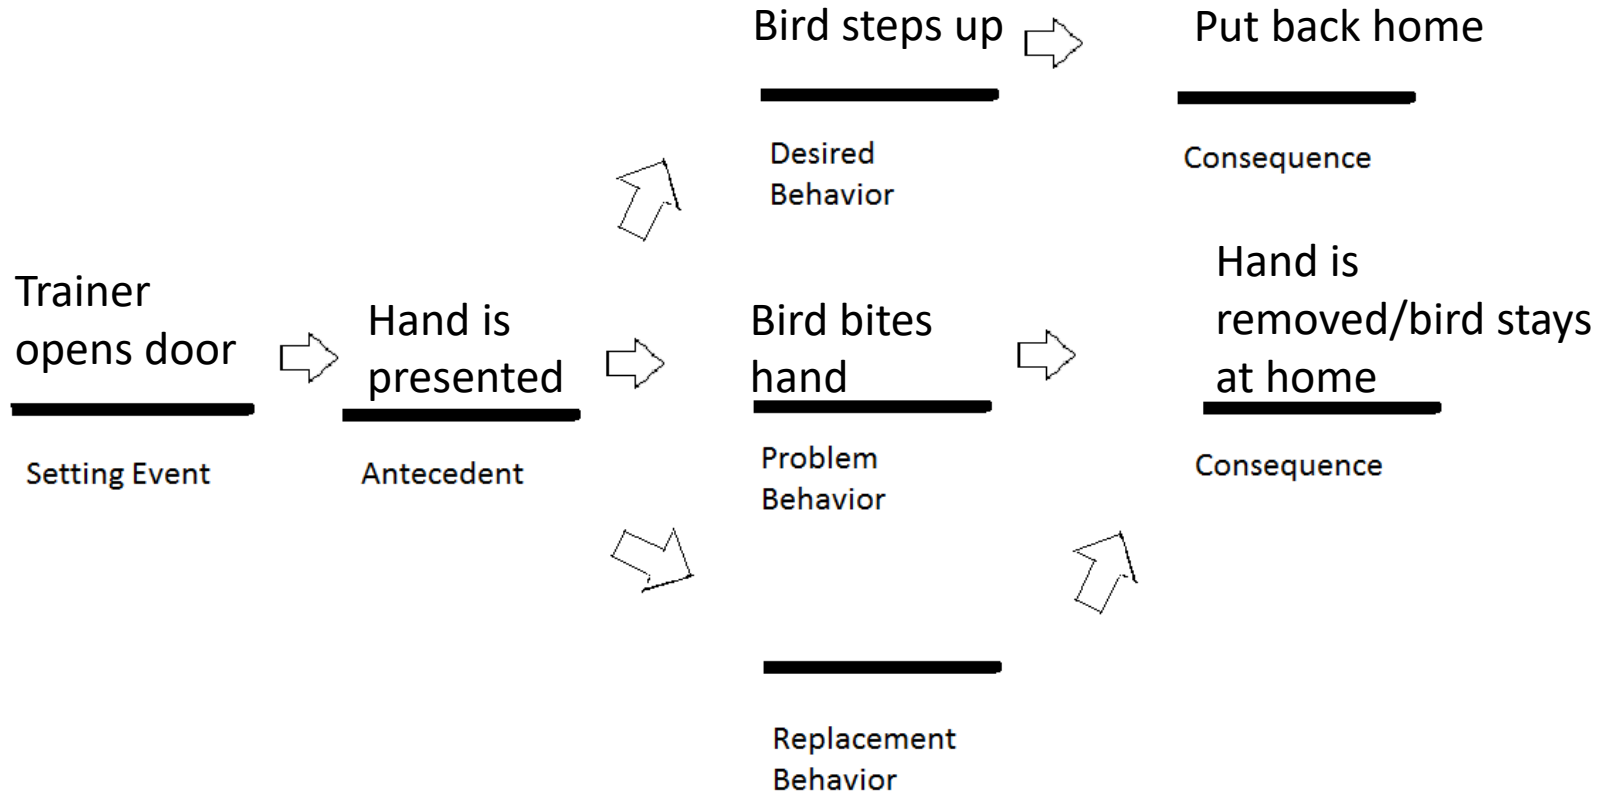 Bird steps up
Put back home
Desired
Behavior
Consequence
Trainer
opens door
Setting Event
Hand is
presented
Antecedent
Bird bites
hand
Problem
Behavior
Hand is
removed/bird stays
at home
Consequence
Replacement
Behavior